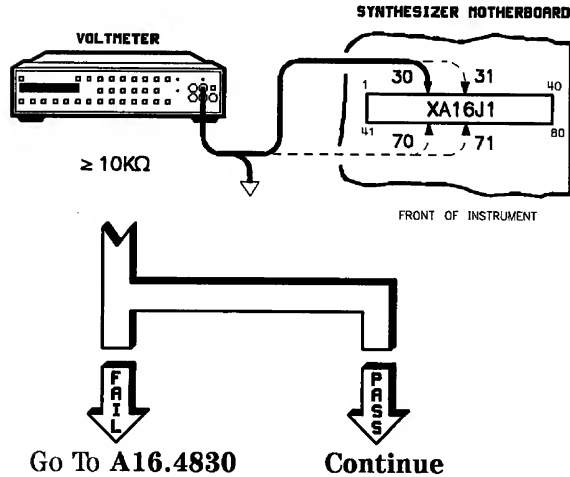 SYNTHESIZER MOTHERBOARD
VOLTMETER
30 31
1 40
XA16J1
41 80
70 71
≥ 10KΩ
FRONT OF INSTRUMENT
FAIL PASS
Go To A16.4830 Continue